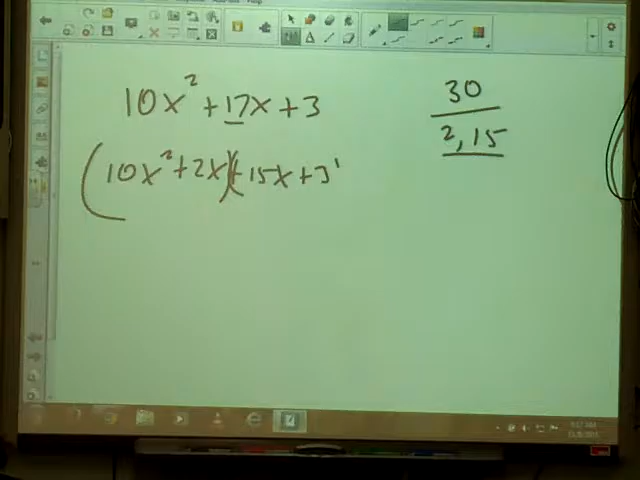 10x² + 17x + 3
30
2, 15
(10x² + 2x)(+ 15x + 3